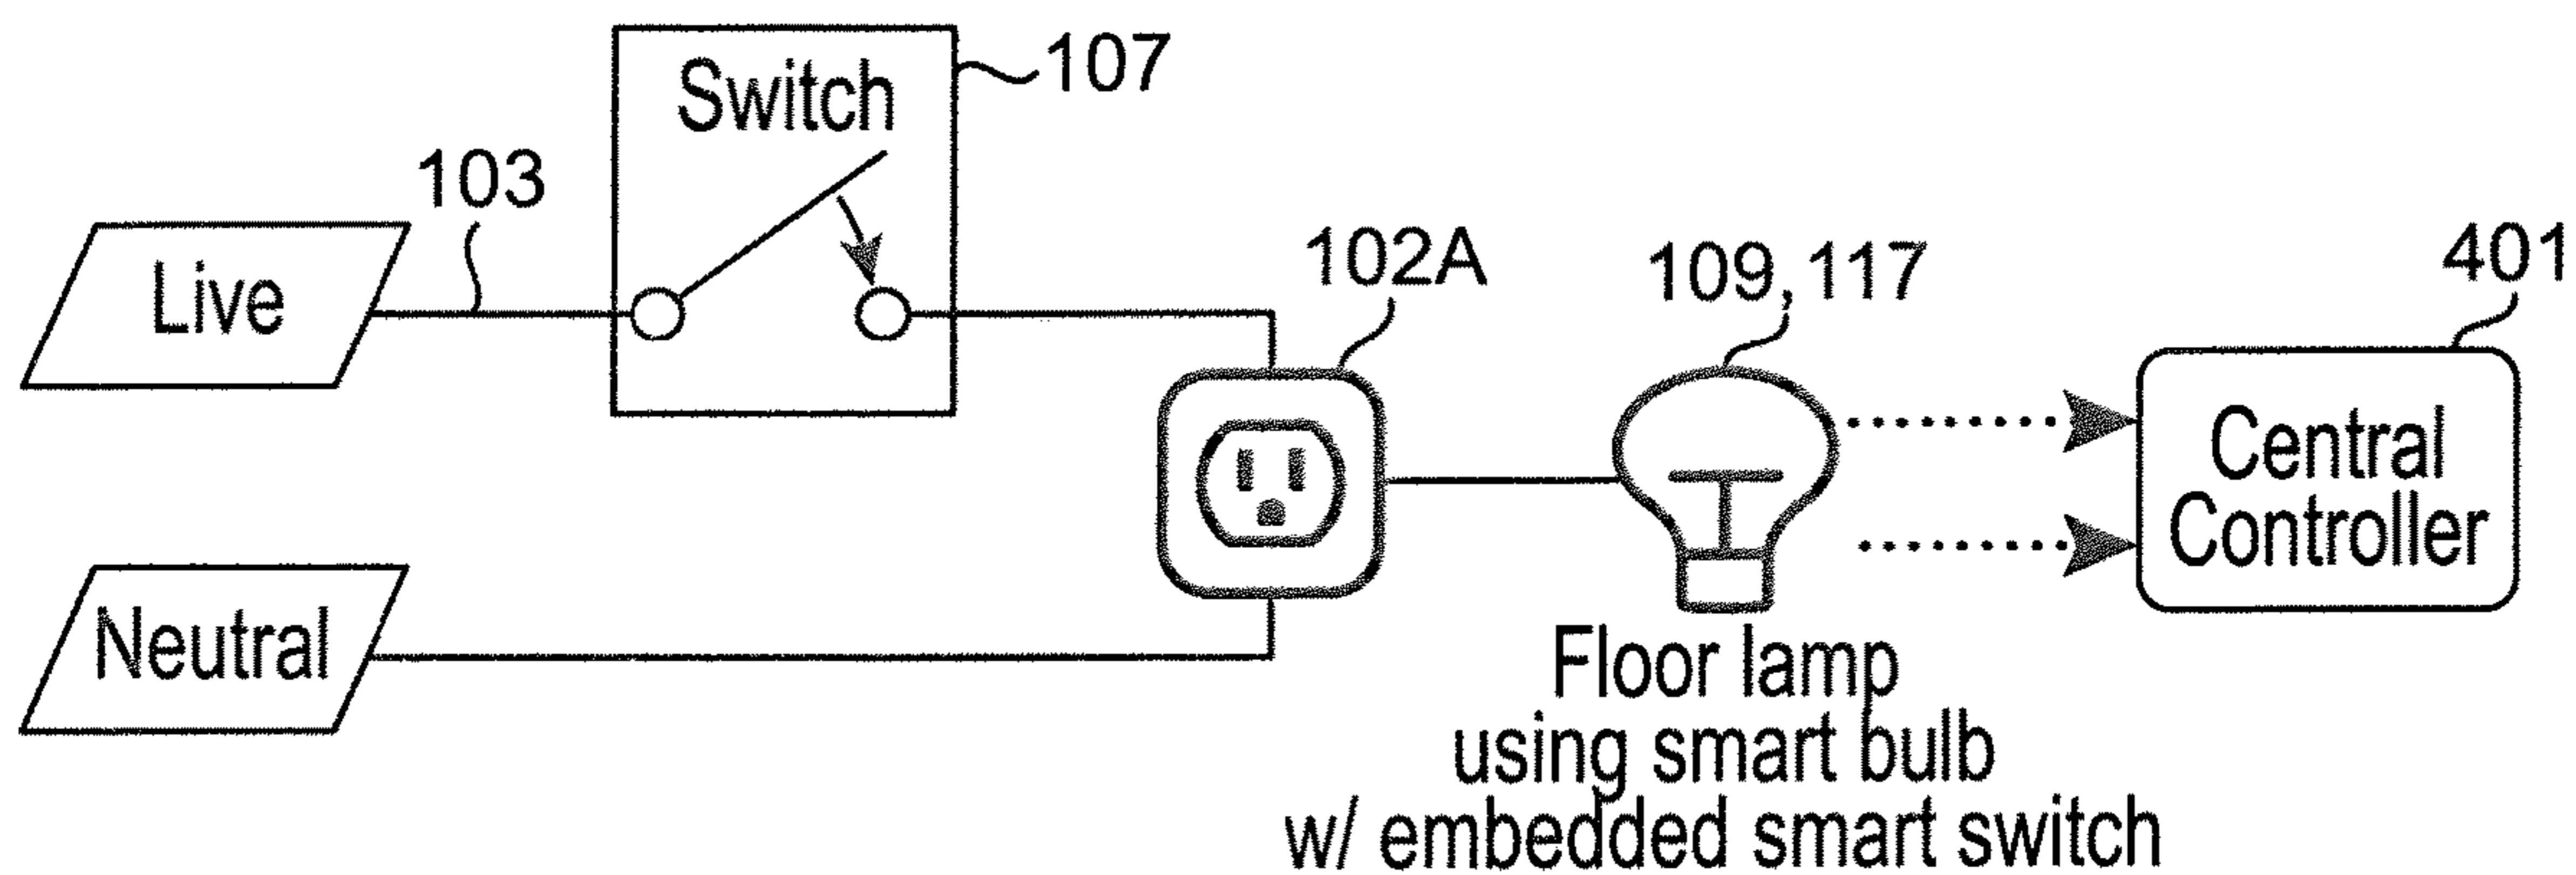 Switch
107
103
Live
102A
109,117
401
Central
Controller
Neutral
Floor lamp
using smart bulb
w/ embedded smart switch